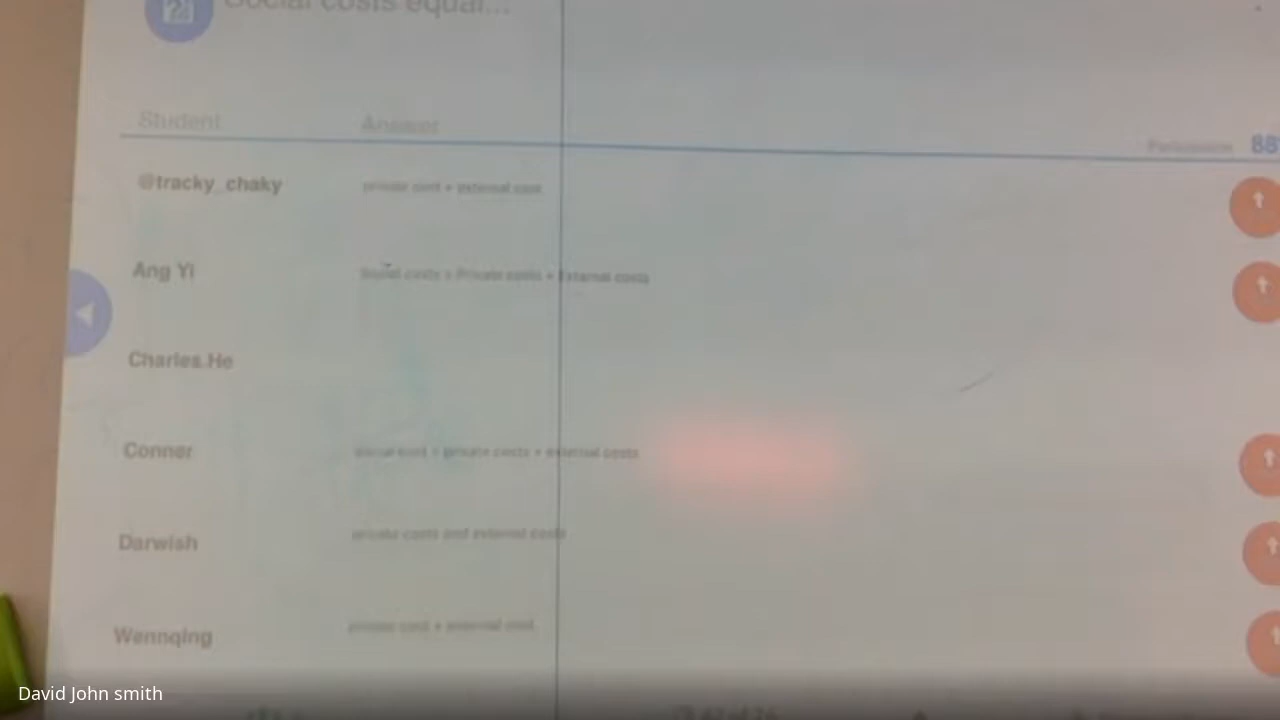 Social costs equal...
Student Answer
88
@tracky_chaky private cost + external cost
Ang Yi Social costs = Private costs + External costs
Charles.He
Conner social cost = private costs + external costs
Darwish private costs and external costs
Wennqing private cost + external cost
David John smith